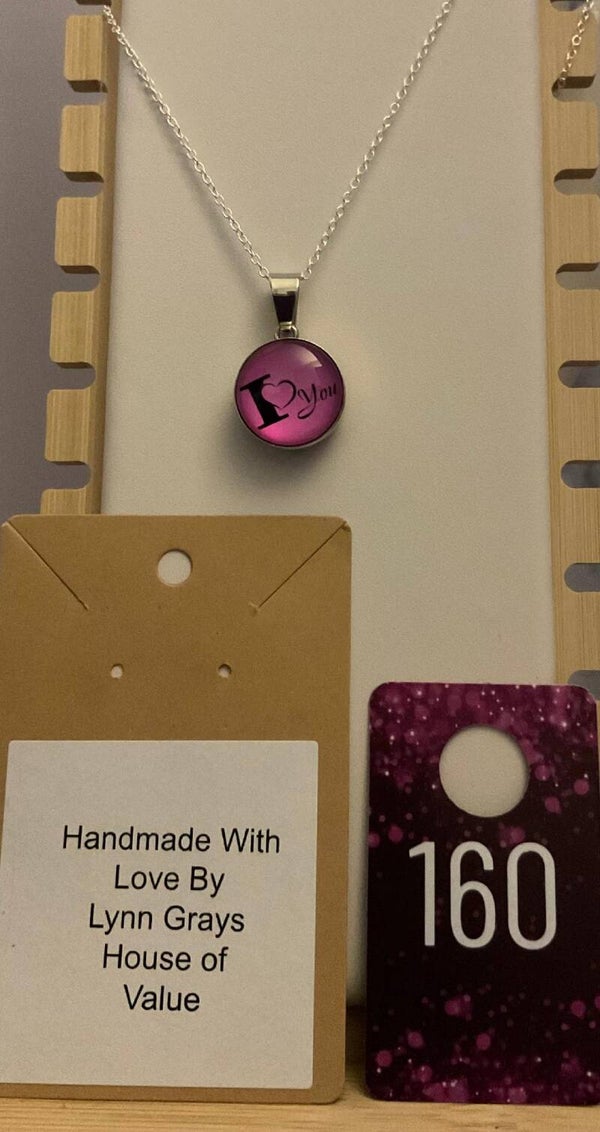 I You
Handmade With
Love By
Lynn Grays
House of
Value
160